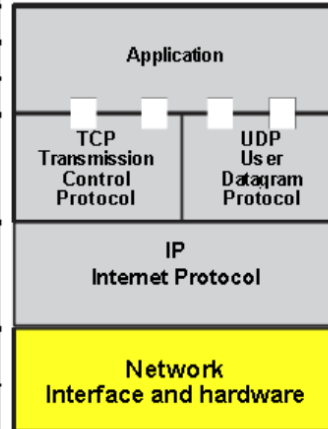 Application
TCP
Transmission
Control
Protocol
UDP
User
Datagram
Protocol
IP
Internet Protocol
Network
Interface and hardware